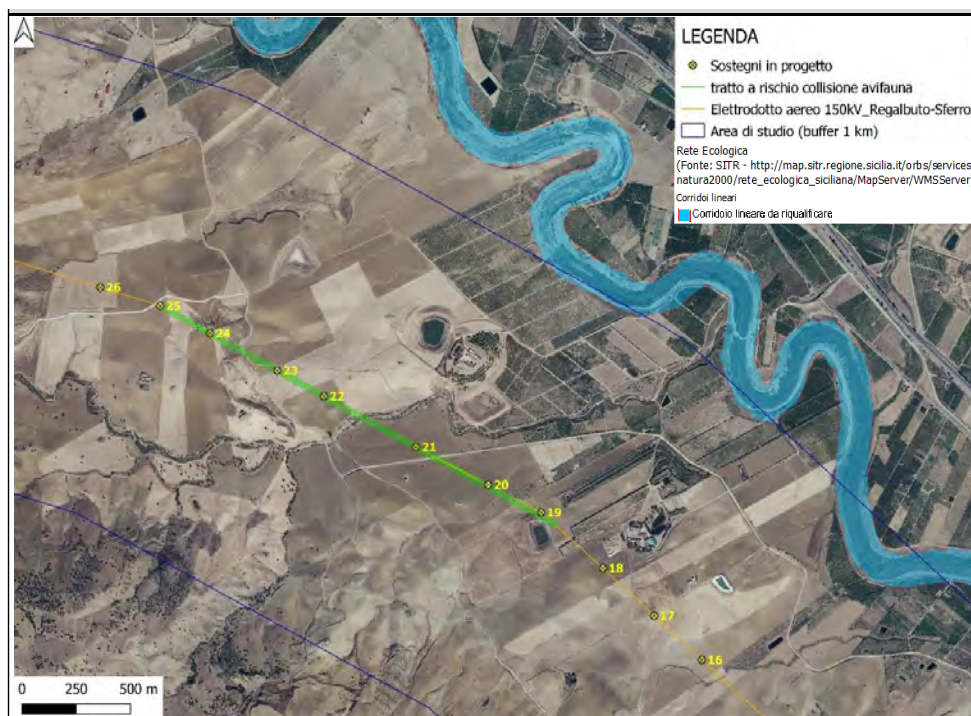 LEGENDA
Sostegni in progetto
tratto a rischio collisione avifauna
Elettrodotto aereo 150kV_Regalbuto-Sferro
Area di studio (buffer 1 km)
Rete Ecologica
(Fonte: SITR - http://map.sitr.regione.sicilia.it/orbs/services
natura2000/rete_ecologica_siciliana/MapServer/WMSServer
Corridoi lineari
Corridoio lineare da riqualificare
26
25
24
23
22
21
20
19
18
17
16
0 250 500 m